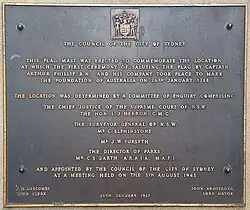 THE COUNCIL OF THE CITY OF SYDNEY
THIS FLAG MAST WAS ERECTED TO COMMEMORATE THE LOCATION
AT WHICH THE FIRST CEREMONY OF SALUTING THE FLAG BY CAPTAIN
ARTHUR PHILLIP R.N. AND HIS COMPANY TOOK PLACE TO MARK
THE FOUNDATION OF AUSTRALIA ON 26TH JANUARY 1788
THE LOCATION WAS DETERMINED BY A COMMITTEE OF ENQUIRY COMPRISING
THE CHIEF JUSTICE OF THE SUPREME COURT OF N.S.W.
THE HON. L.J. HERRON C.M.G.
THE SURVEYOR GENERAL OF N.S.W.
MR. C. ELPHINSTONE
MR. J.W. FORSYTH
THE DIRECTOR OF PARKS
MR. C.S. GARTH A.R.A.I.A. M.A.P.I.
AND APPOINTED BY THE COUNCIL OF THE CITY OF SYDNEY
AT A MEETING HELD ON THE 5TH AUGUST 1963
LUSCOMBE
TOWN CLERK
JOHN ARMSTRONG
LORD MAYOR
26TH JANUARY 1967